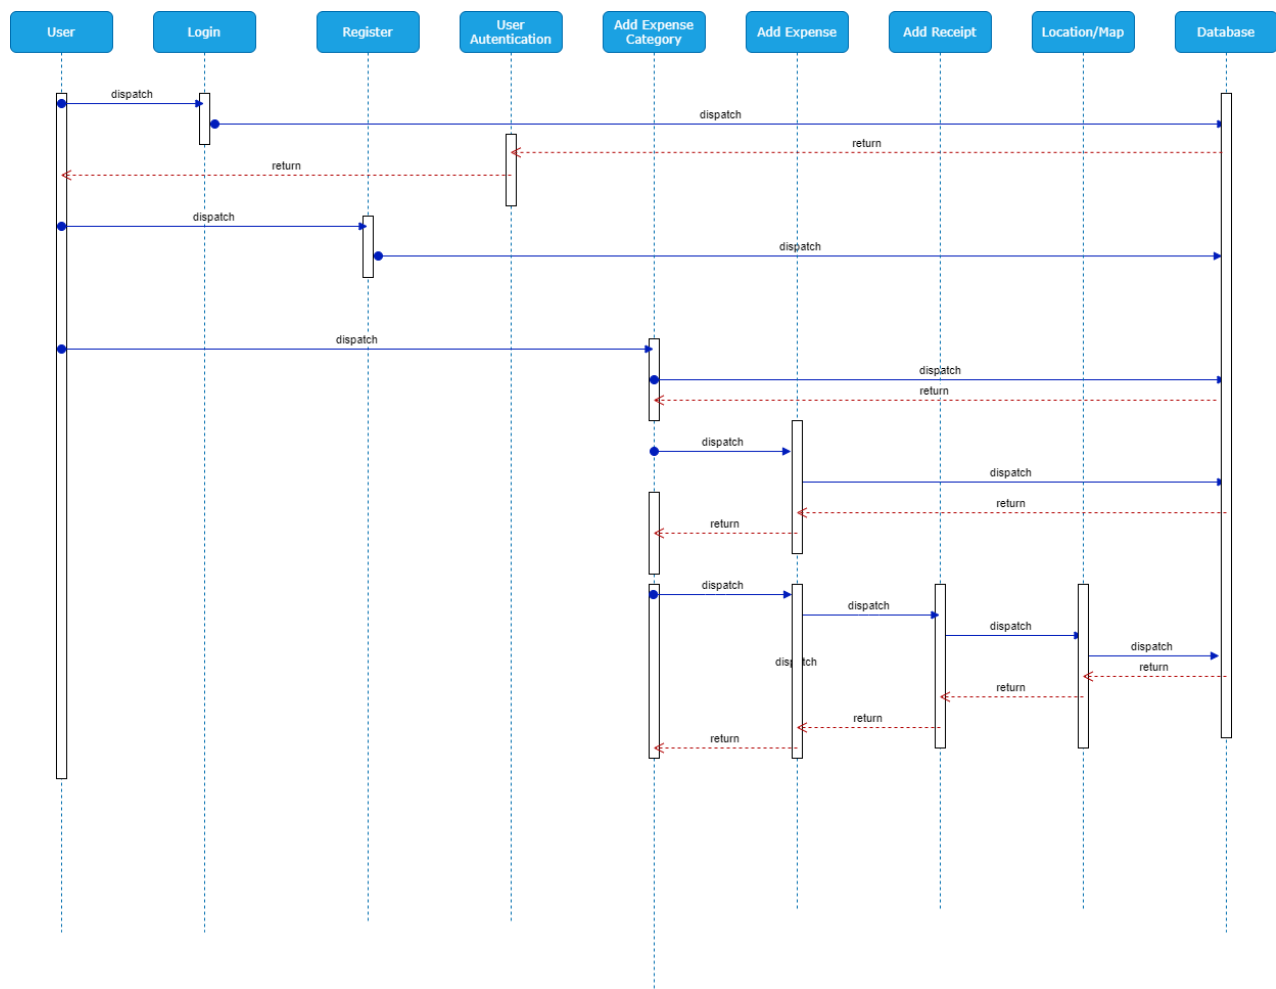 User
Login
Register
User
Autentication
Add Expense
Category
Add Expense
Add Receipt
Location/Map
Database
dispatch
dispatch
return
return
dispatch
dispatch
dispatch
dispatch
return
dispatch
dispatch
return
return
dispatch
dispatch
dispatch
dispatch
dispatch
return
return
return
return